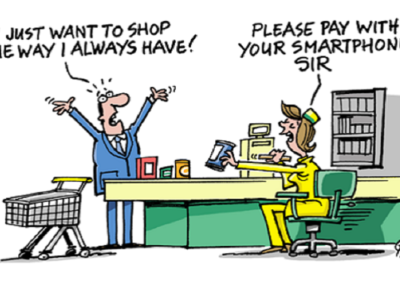 JUST WANT TO SHOP
WAY I ALWAYS HAVE!
PLEASE PAY WITH
YOUR SMARTPHONE
SIR